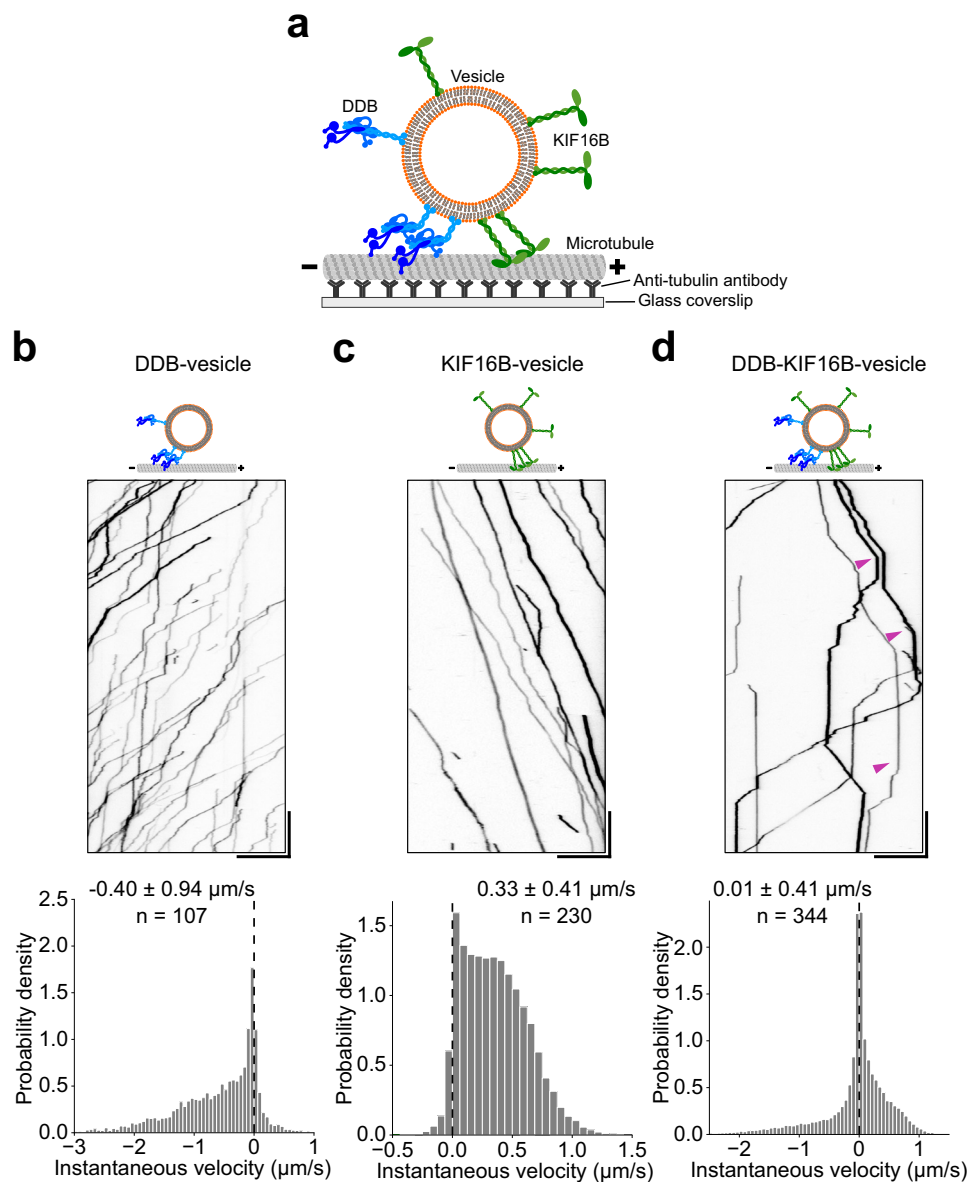 a
Vesicle
DDB
KIF16B
Microtubule
− +
Anti-tubulin antibody
Glass coverslip
b c d
DDB-vesicle KIF16B-vesicle DDB-KIF16B-vesicle
- + - + - +
-0.40 ± 0.94 µm/s
n = 107
2.5
2.0
1.5
1.0
0.5
0.0
Probability density
−3 −2 −1 0 1
Instantaneous velocity (µm/s)
0.33 ± 0.41 µm/s
n = 230
1.5
1.0
0.5
0.0
Probability density
−0.5 0.0 0.5 1.0 1.5
Instantaneous velocity (µm/s)
0.01 ± 0.41 µm/s
n = 344
2.0
1.0
0.0
Probability density
−2 −1 0 1
Instantaneous velocity (µm/s)